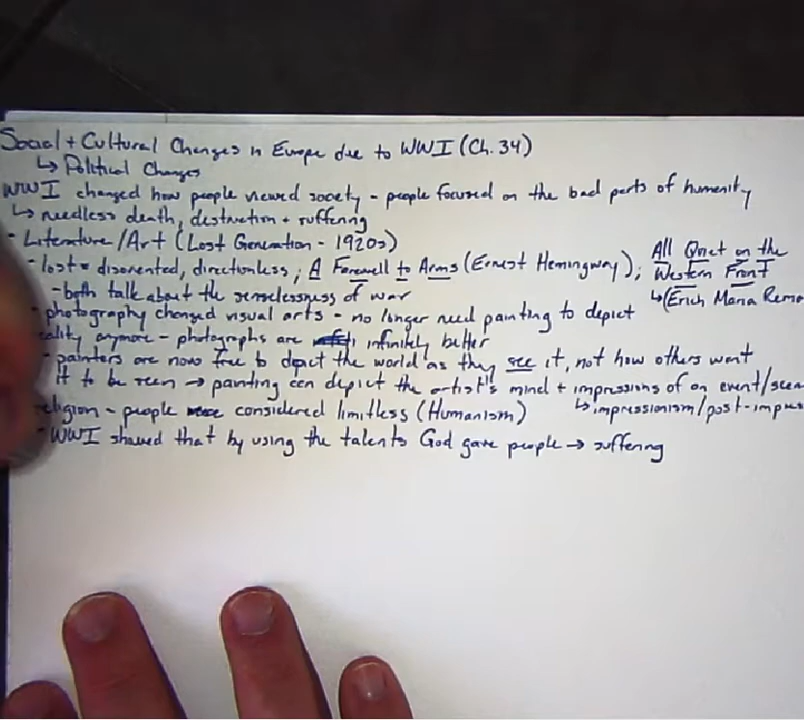 Social + Cultural Changes in Europe due to WWI (Ch. 34)
↳ Political Changes
WWI changed how people viewed society - people focused on the bad parts of humanity
↳ needless death, destruction + suffering
- Literature/Art (Lost Generation - 1920s)
- lost = disoriented, directionless; A Farewell to Arms (Ernest Hemingway); All Quiet on the
Western Front
↳(Erich Maria Rema
- both talk about the senselessness of war
- photography changed visual arts - no longer need painting to depict
eality anymore - photographs are infinitely better
- painters are now free to depict the world as they see it, not how others want
it to be seen → painting can depict the artist's mind + impressions of an event/scen
↳ impressionism/post-impres
eligion - people were considered limitless (Humanism)
- WWI showed that by using the talents God gave people → suffering